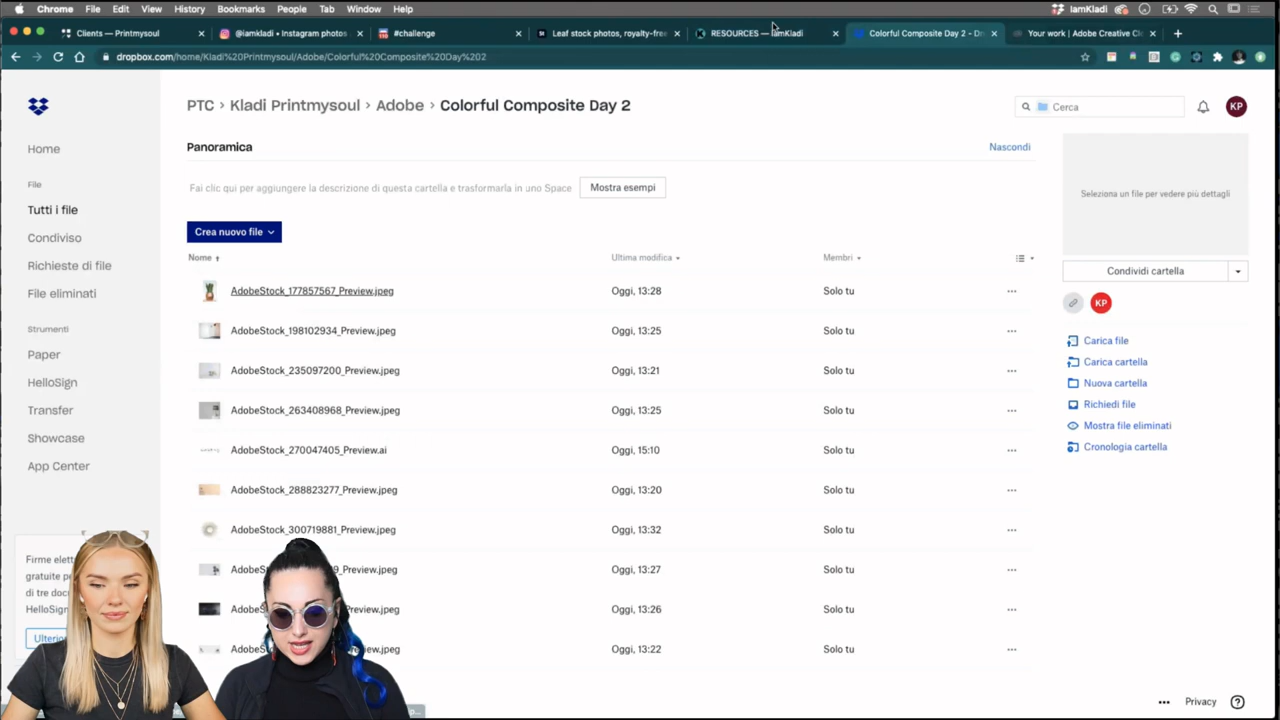 Chrome File Edit View History Bookmarks People Tab Window Help IamKladi
Clients — Printmysoul × @iamkladi • Instagram photos × #challenge × Leaf stock photos, royalty-free × RESOURCES — IamKladi × Colorful Composite Day 2 - Dr × Your work | Adobe Creative Cl × +
dropbox.com/home/Kladi%20Printmysoul/Adobe/Colorful%20Composite%20Day%202
PTC > Kladi Printmysoul > Adobe > Colorful Composite Day 2
Cerca
KP
Home
File
Tutti i file
Condiviso
Richieste di file
File eliminati
Strumenti
Paper
HelloSign
Transfer
Showcase
App Center
Firme elett
gratuite pe
di tre doc
HelloSign
Ulterio
Panoramica
Nascondi
Fai clic qui per aggiungere la descrizione di questa cartella e trasformarla in uno Space
Mostra esempi
Crea nuovo file
Nome Ultima modifica Membri
AdobeStock_177857567_Preview.jpeg Oggi, 13:28 Solo tu
AdobeStock_198102934_Preview.jpeg Oggi, 13:25 Solo tu
AdobeStock_235097200_Preview.jpeg Oggi, 13:21 Solo tu
AdobeStock_263408968_Preview.jpeg Oggi, 13:25 Solo tu
AdobeStock_270047405_Preview.ai Oggi, 15:10 Solo tu
AdobeStock_288823277_Preview.jpeg Oggi, 13:20 Solo tu
AdobeStock_300719881_Preview.jpeg Oggi, 13:32 Solo tu
AdobeS 9_Preview.jpeg Oggi, 13:27 Solo tu
AdobeS Preview.jpeg Oggi, 13:26 Solo tu
AdobeS Preview.jpeg Oggi, 13:22 Solo tu
Seleziona un file per vedere più dettagli
Condividi cartella
KP
Carica file
Carica cartella
Nuova cartella
Richiedi file
Mostra file eliminati
Cronologia cartella
Privacy